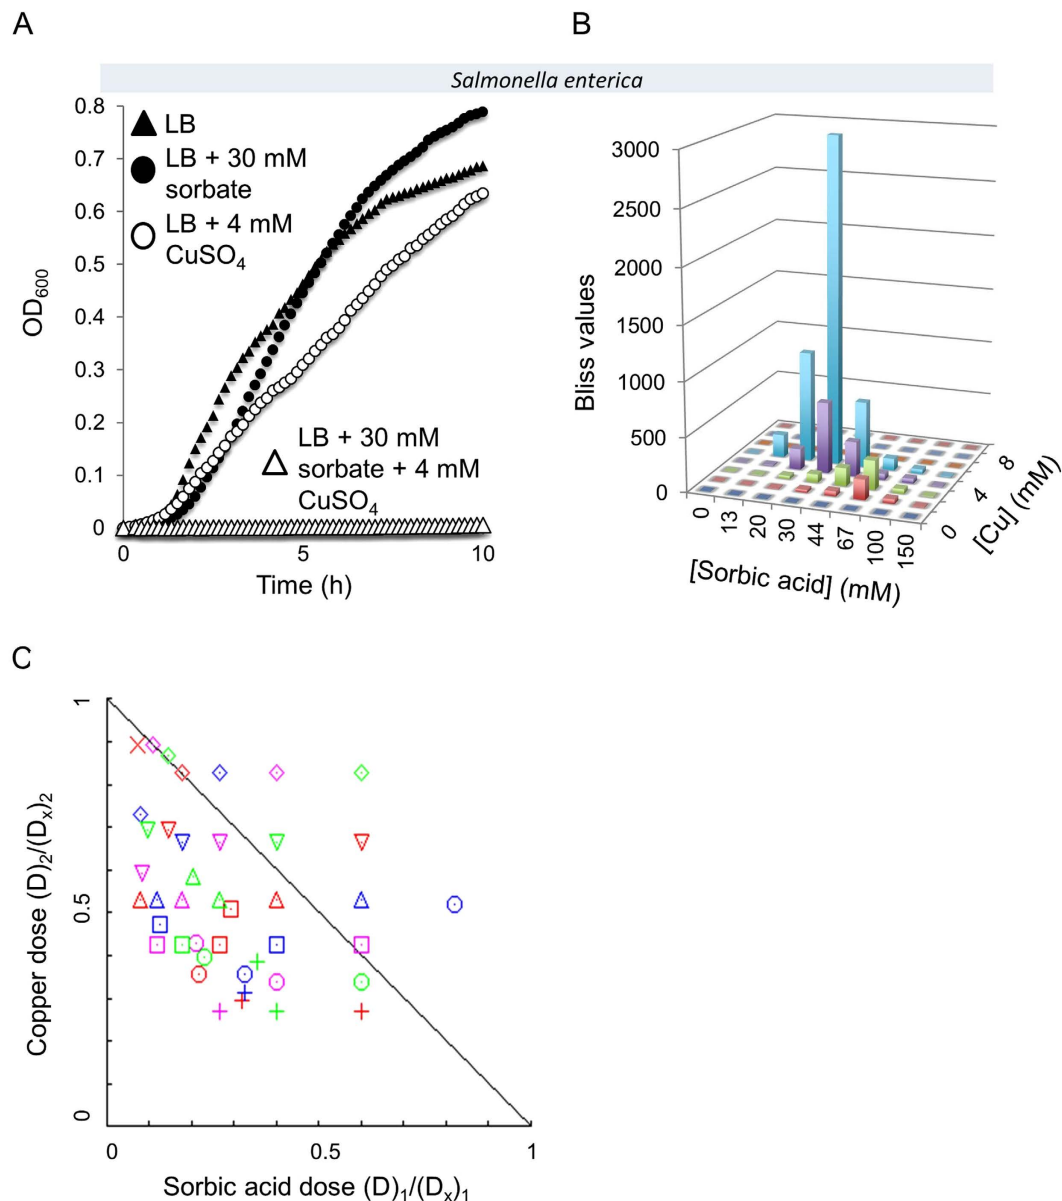 A
B
Salmonella enterica
0.8
0.7
0.6
0.5
0.4
0.3
0.2
0.1
0
LB
LB + 30 mM
sorbate
LB + 4 mM
CuSO4
LB + 30 mM
sorbate + 4 mM
CuSO4
OD600
0
5
10
Time (h)
3000
2500
2000
1500
1000
500
0
Bliss values
0
13
20
30
44
67
100
150
[Sorbic acid] (mM)
0
4
8
[Cu] (mM)
C
1
0.5
0
Copper dose (D)2/(Dx)2
0
0.5
1
Sorbic acid dose (D)1/(Dx)1